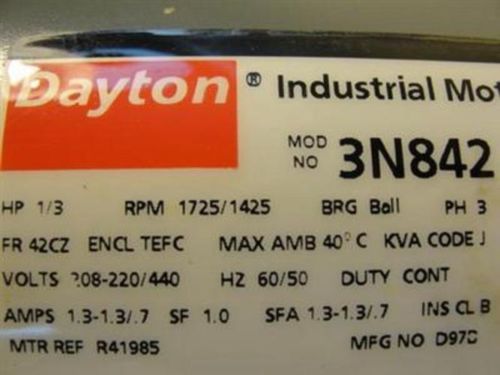 Dayton® Industrial Mot
MOD NO 3N842
HP 1/3 RPM 1725/1425 BRG Ball PH 3
FR 42CZ ENCL TEFC MAX AMB 40°C KVA CODE J
VOLTS 208-220/440 HZ 60/50 DUTY CONT
AMPS 1.3-1.3/.7 SF 1.0 SFA 1.3-1.3/.7 INS CL B
MTR REF R41985 MFG NO